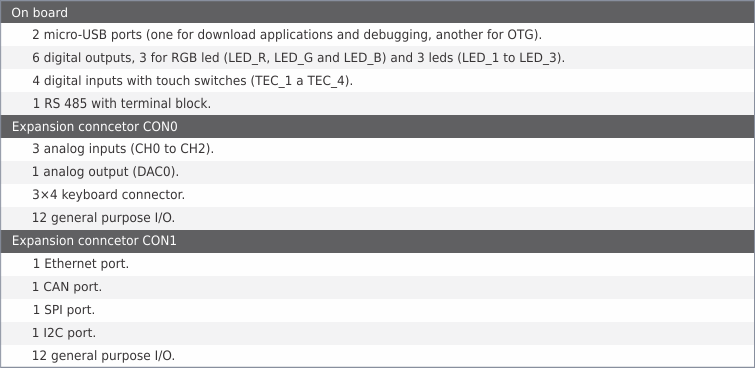 On board
2 micro-USB ports (one for download applications and debugging, another for OTG).
6 digital outputs, 3 for RGB led (LED_R, LED_G and LED_B) and 3 leds (LED_1 to LED_3).
4 digital inputs with touch switches (TEC_1 a TEC_4).
1 RS 485 with terminal block.
Expansion conncetor CON0
3 analog inputs (CH0 to CH2).
1 analog output (DAC0).
3×4 keyboard connector.
12 general purpose I/O.
Expansion conncetor CON1
1 Ethernet port.
1 CAN port.
1 SPI port.
1 I2C port.
12 general purpose I/O.